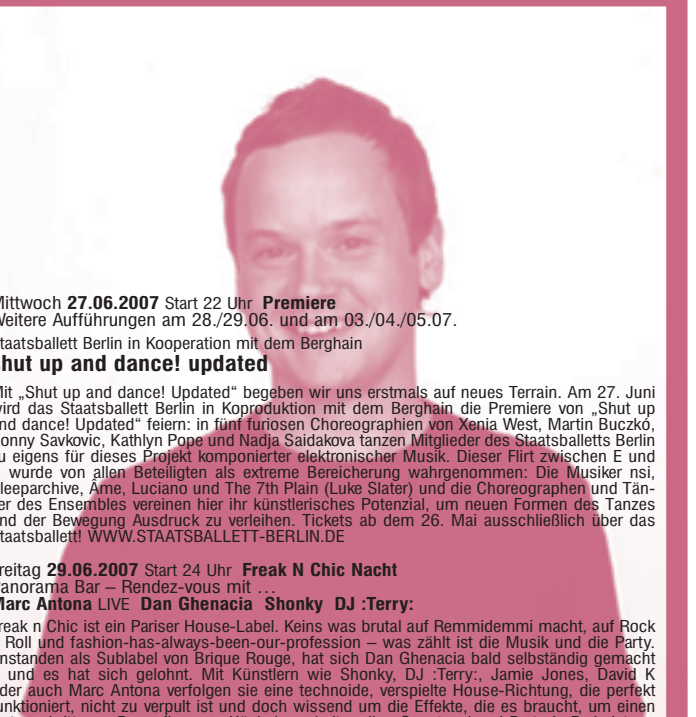 Mittwoch 27.06.2007 Start 22 Uhr Premiere
Weitere Aufführungen am 28./29.06. und am 03./04./05.07.
Staatsballett Berlin in Kooperation mit dem Berghain
shut up and dance! updated
Mit „Shut up and dance! Updated“ begeben wir uns erstmals auf neues Terrain. Am 27. Juni
wird das Staatsballett Berlin in Koproduktion mit dem Berghain die Premiere von „Shut up
and dance! Updated“ feiern: in fünf furiosen Choreographien von Xenia West, Martin Buczkó,
Ronny Savkovic, Kathlyn Pope und Nadja Saidakova tanzen Mitglieder des Staatsballetts Berlin
zu eigens für dieses Projekt komponierter elektronischer Musik. Dieser Flirt zwischen E und
U wurde von allen Beteiligten als extreme Bereicherung wahrgenommen: Die Musiker nsi,
Sleeparchive, Âme, Luciano und The 7th Plain (Luke Slater) und die Choreographen und Tän-
zer des Ensembles vereinen hier ihr künstlerisches Potenzial, um neuen Formen des Tanzes
und der Bewegung Ausdruck zu verleihen. Tickets ab dem 26. Mai ausschließlich über das
Staatsballett! WWW.STAATSBALLETT-BERLIN.DE
Freitag 29.06.2007 Start 24 Uhr Freak N Chic Nacht
Panorama Bar – Rendez-vous mit …
Marc Antona LIVE Dan Ghenacia Shonky DJ :Terry:
Freak n Chic ist ein Pariser House-Label. Keins was brutal auf Remmidemmi macht, auf Rock
n Roll und fashion-has-always-been-our-profession – was zählt ist die Musik und die Party.
Enstanden als Sublabel von Brique Rouge, hat sich Dan Ghenacia bald selbständig gemacht
und es hat sich gelohnt. Mit Künstlern wie Shonky, DJ :Terry:, Jamie Jones, David K
oder auch Marc Antona verfolgen sie eine technoide, verspielte House-Richtung, die perfekt
funktioniert, nicht zu verpult ist und doch wissend um die Effekte, die es braucht, um einen